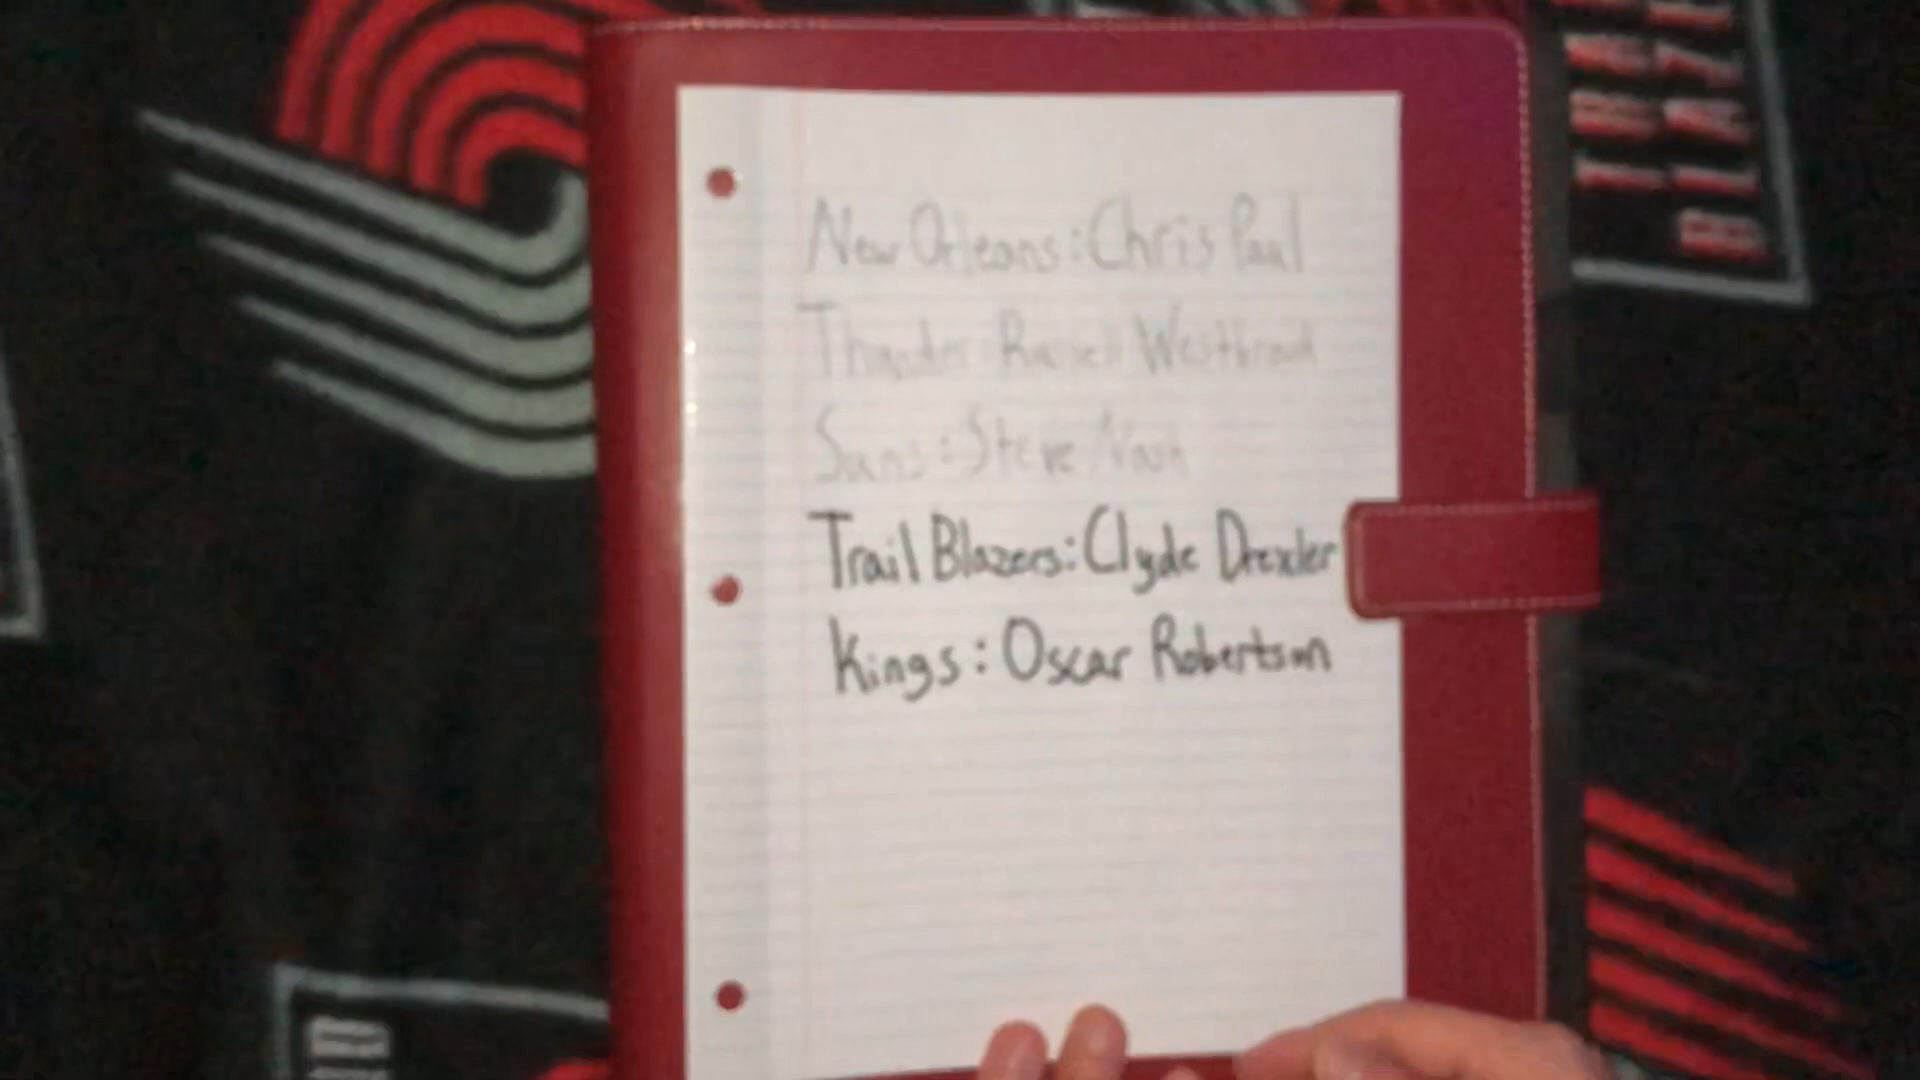 New Orleans: Chris Paul
Thunder Russell Westbrook
Suns: Steve Nash
Trail Blazers: Clyde Drexler
Kings: Oscar Robertson